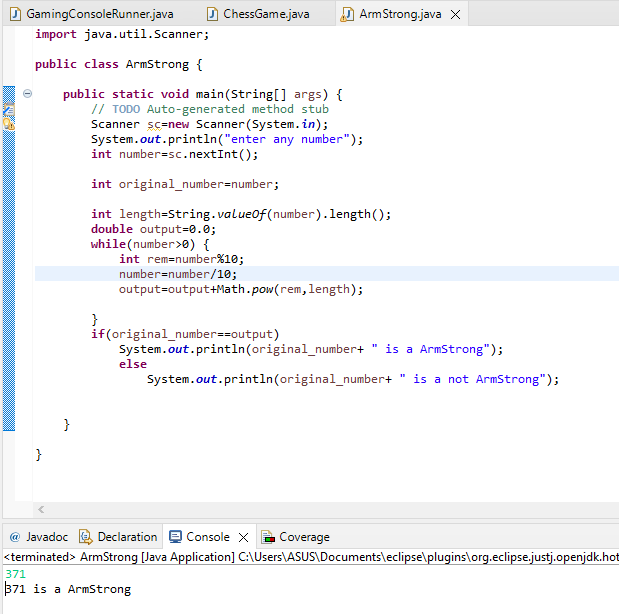 GamingConsoleRunner.java ChessGame.java ArmStrong.java
import java.util.Scanner;
public class ArmStrong {
public static void main(String[] args) {
// TODO Auto-generated method stub
Scanner sc=new Scanner(System.in);
System.out.println("enter any number");
int number=sc.nextInt();
int original_number=number;
int length=String.valueOf(number).length();
double output=0.0;
while(number>0) {
int rem=number%10;
number=number/10;
output=output+Math.pow(rem,length);
}
if(original_number==output)
System.out.println(original_number+ " is a ArmStrong");
else
System.out.println(original_number+ " is a not ArmStrong");
}
}
@ Javadoc Declaration Console Coverage
<terminated> ArmStrong [Java Application] C:\Users\ASUS\Documents\eclipse\plugins\org.eclipse.justj.openjdk.hot
371
371 is a ArmStrong